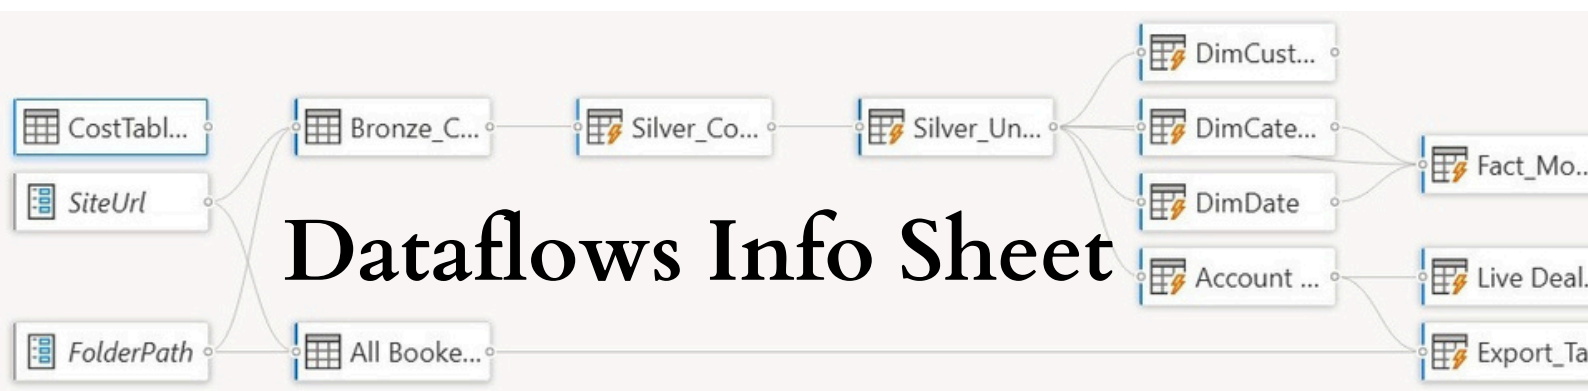 DimCust...
CostTabl...
Bronze_C...
Silver_Co...
Silver_Un...
DimCate...
Fact_Mo..
SiteUrl
DimDate
Dataflows Info Sheet
Account ...
Live Deal.
FolderPath
All Booke...
Export_Ta